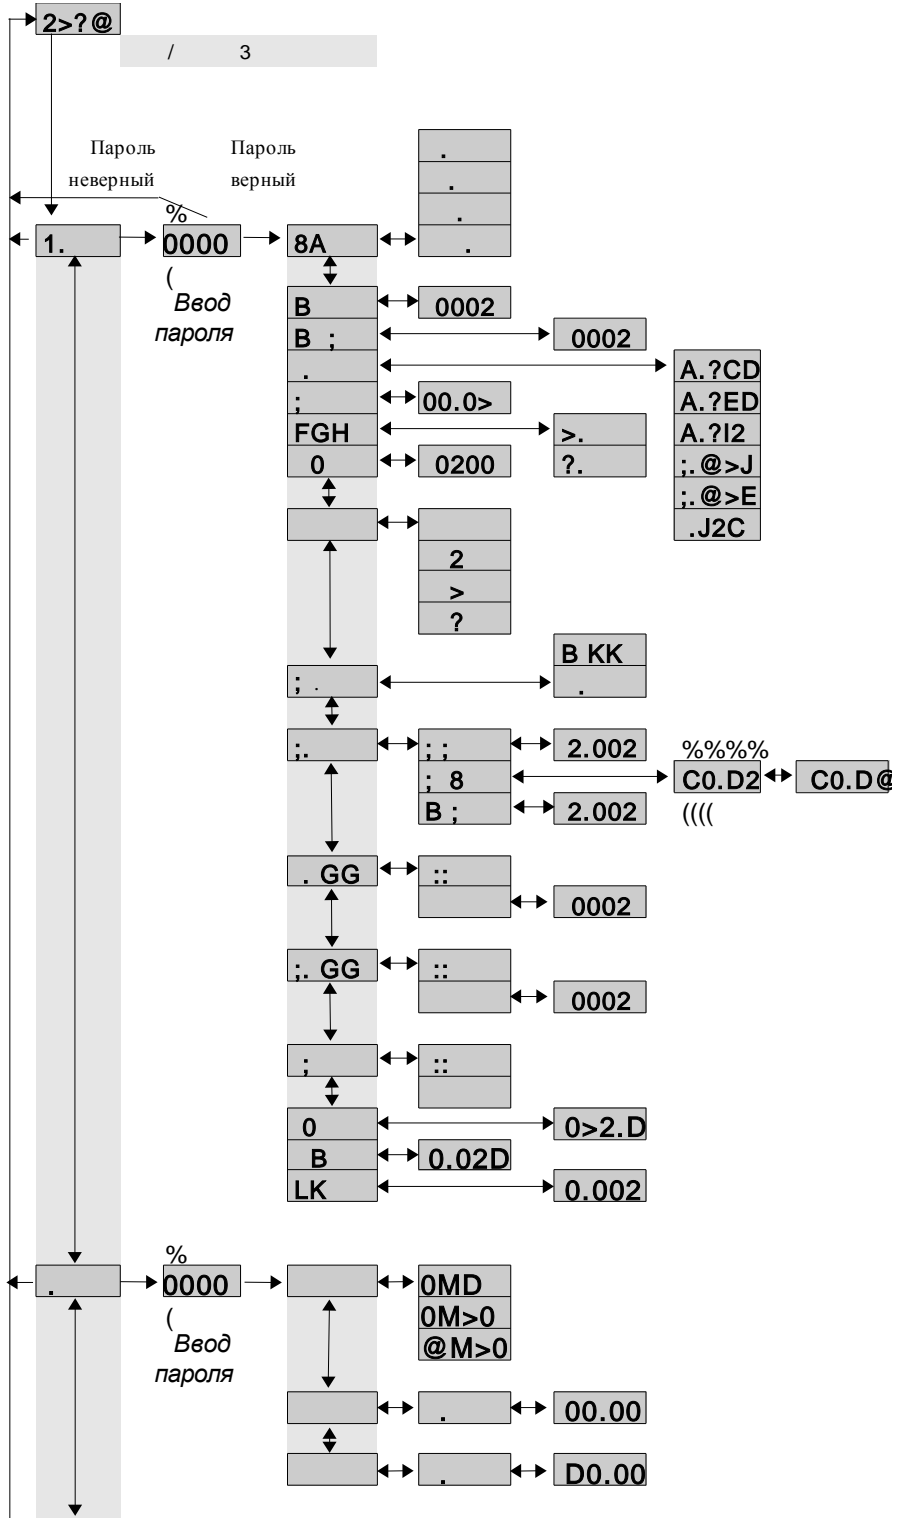 2>?@
/ 3
Пароль неверный
Пароль верный
.
.
.
.
%
1.
0000
8A
(
Ввод пароля
B
0002
B ;
0002
.
A.?CD
A.?ED
A.?I2
;.@>J
;.@>E
.J2C
;
00.0>
FGH
>.
?.
0
0200
2
>
?
B KK
.
; .
;.
; ;
2.002
; 8
%%%%
C0.D2
C0.D@
((((
B ;
2.002
. GG
::
0002
;. GG
::
0002
;
::
0
0>2.D
B
0.02D
LK
0.002
%
.
0000
0MD
0M>0
@M>0
(
Ввод пароля
.
00.00
.
D0.00